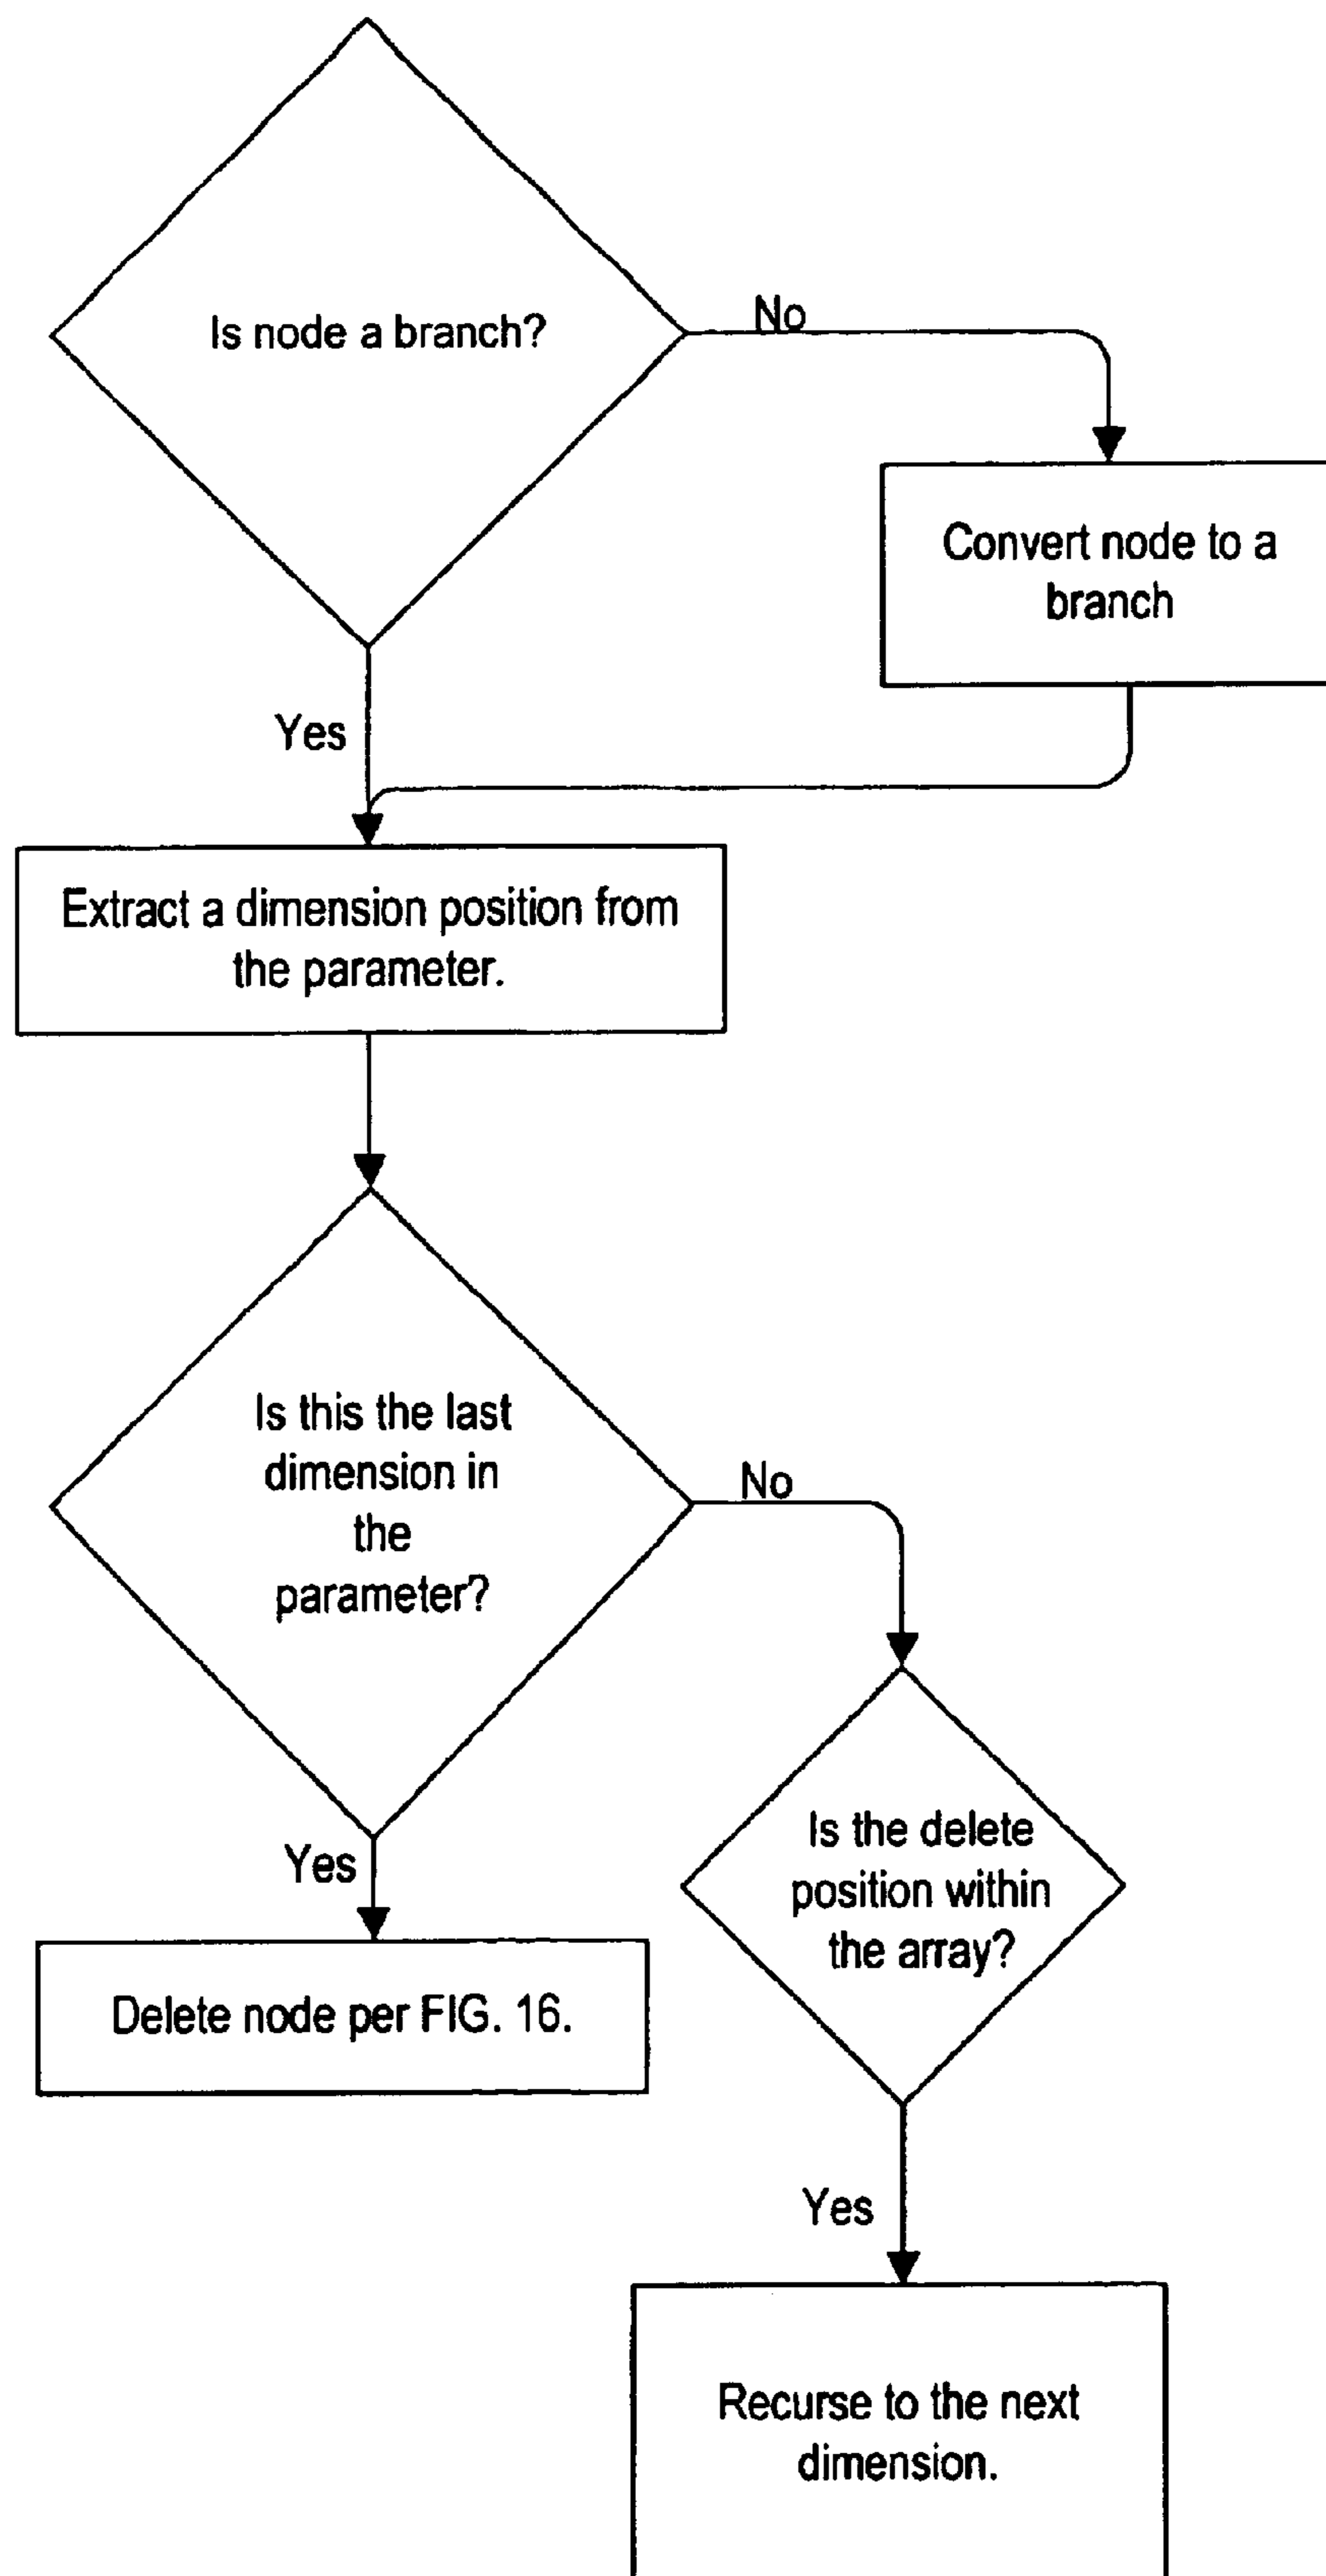 Is node a branch?
No
Convert node to a
branch
Yes
Extract a dimension position from
the parameter.
Is this the last
dimension in
the
parameter?
No
Yes
Is the delete
position within
the array?
Delete node per FIG. 16.
Yes
Recurse to the next
dimension.